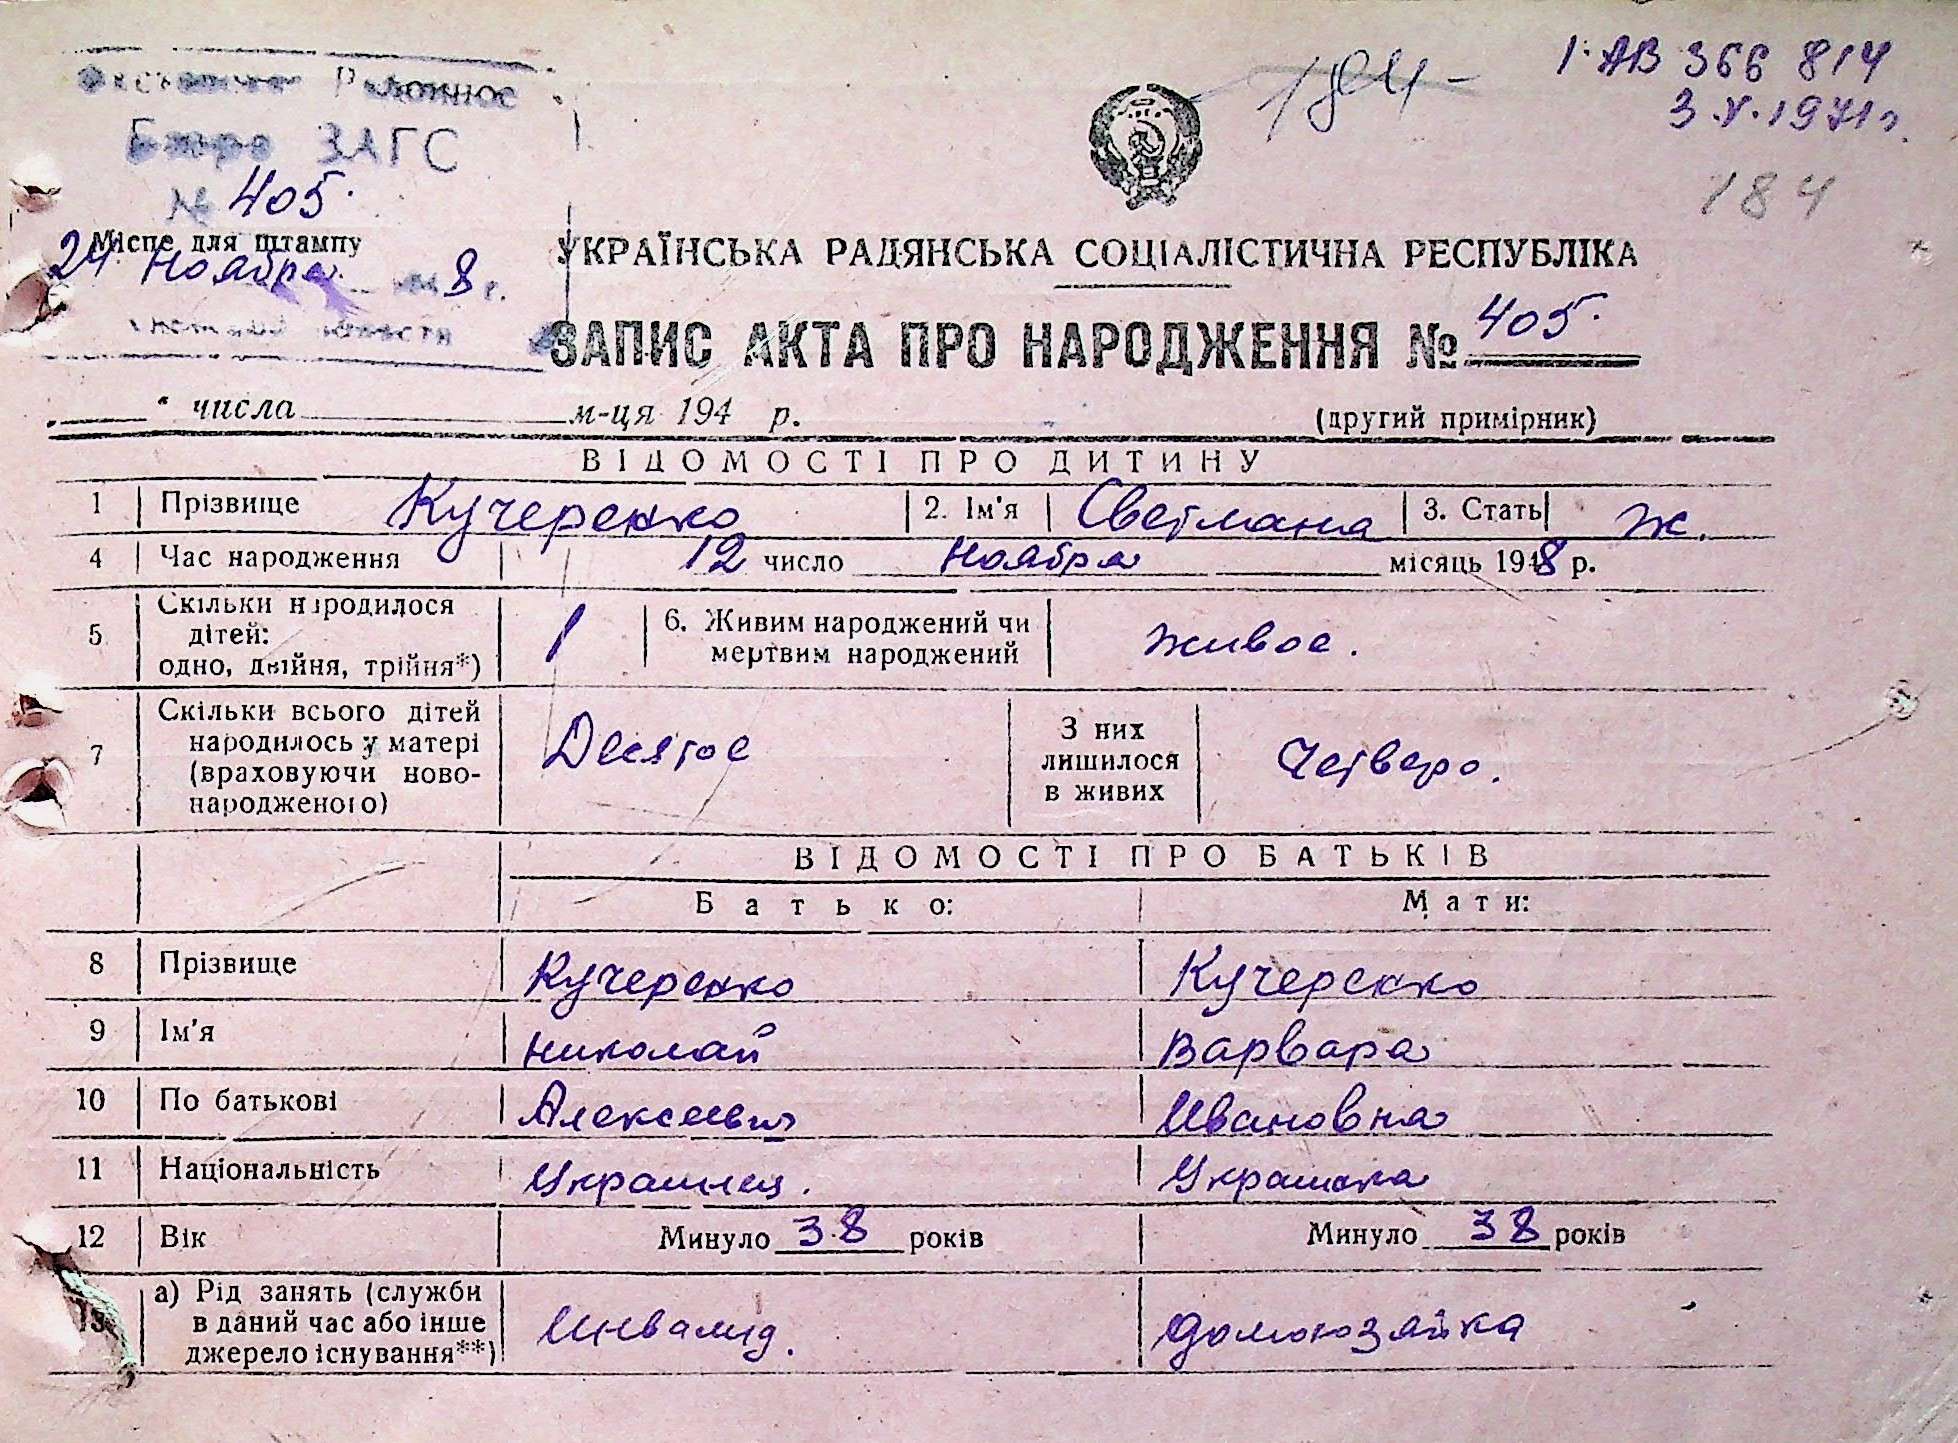 Районное
Бюро ЗАГС
№ 405.
Місце для штампу
24 Ноября 8 г.
области
184
I-АВ 366 814
3.V.1971г.
184
УКРАЇНСЬКА РАДЯНСЬКА СОЦІАЛІСТИЧНА РЕСПУБЛІКА
ЗАПИС АКТА ПРО НАРОДЖЕННЯ № 405.
" числа м-ця 194 р. (другий примірник)
ВІДОМОСТІ ПРО ДИТИНУ
1 Прізвище Кучеренко 2. Ім'я Светлана 3. Стать Ж.
4 Час народження 12 число Ноября місяць 1948 р.
5 Скільки народилося дітей: одно, двійня, трійня*) 1 6. Живим народжений чи мертвим народжений живое.
7 Скільки всього дітей народилось у матері (враховуючи ново-народженого) Десятое З них лишилося в живих Четверо.
ВІДОМОСТІ ПРО БАТЬКІВ
Батько: Мати:
8 Прізвище Кучеренко Кучеренко
9 Ім'я Николай Варвара
10 По батькові Алексеевич Ивановна
11 Національність Украинец. Украинка
12 Вік Минуло 38 років Минуло 38 років
13 а) Рід занять (служби в даний час або інше джерело існування**) Инвалид. домохозяйка